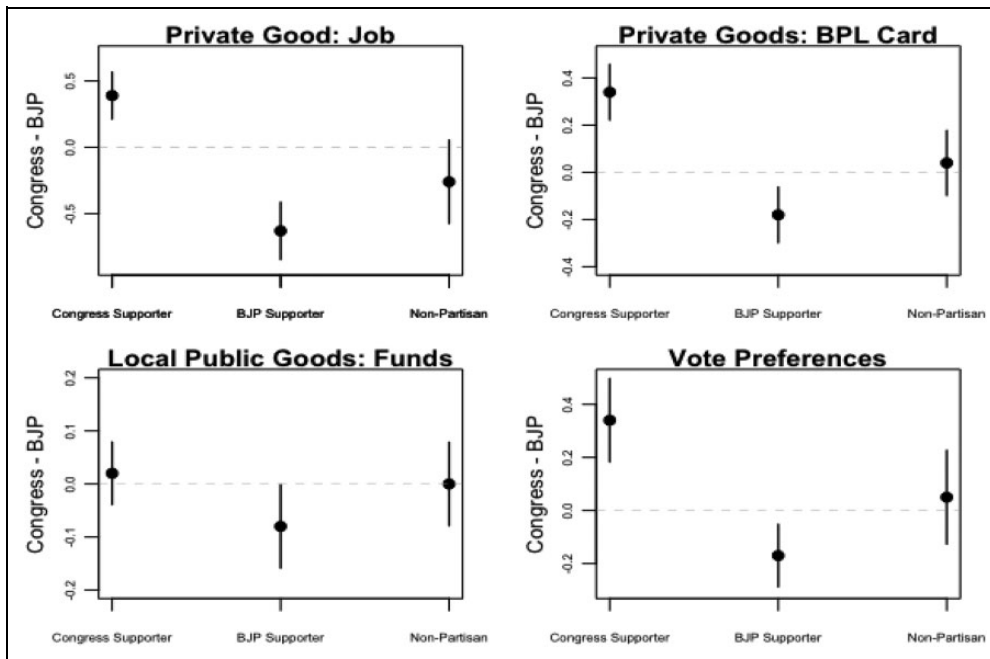 Private Good: Job
Congress - BJP
0.5
0.0
-0.5
Congress Supporter
BJP Supporter
Non-Partisan
Private Goods: BPL Card
Congress - BJP
0.4
0.2
0.0
-0.2
-0.4
Congress Supporter
BJP Supporter
Non-Partisan
Local Public Goods: Funds
Congress - BJP
0.2
0.1
0.0
-0.1
-0.2
Congress Supporter
BJP Supporter
Non-Partisan
Vote Preferences
Congress - BJP
0.4
0.2
0.0
-0.2
Congress Supporter
BJP Supporter
Non-Partisan